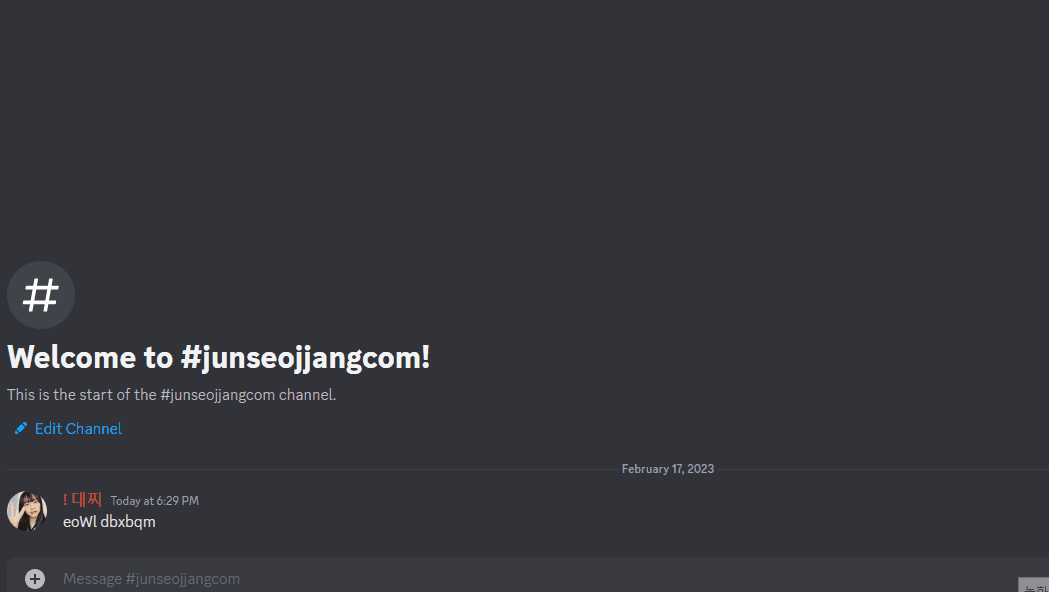 Welcome to #junseojjangcom!
This is the start of the #junseojjangcom channel.
Edit Channel
February 17, 2023
! 대찌 Today at 6:29 PM
eoWl dbxbqm
Message #junseojjangcom